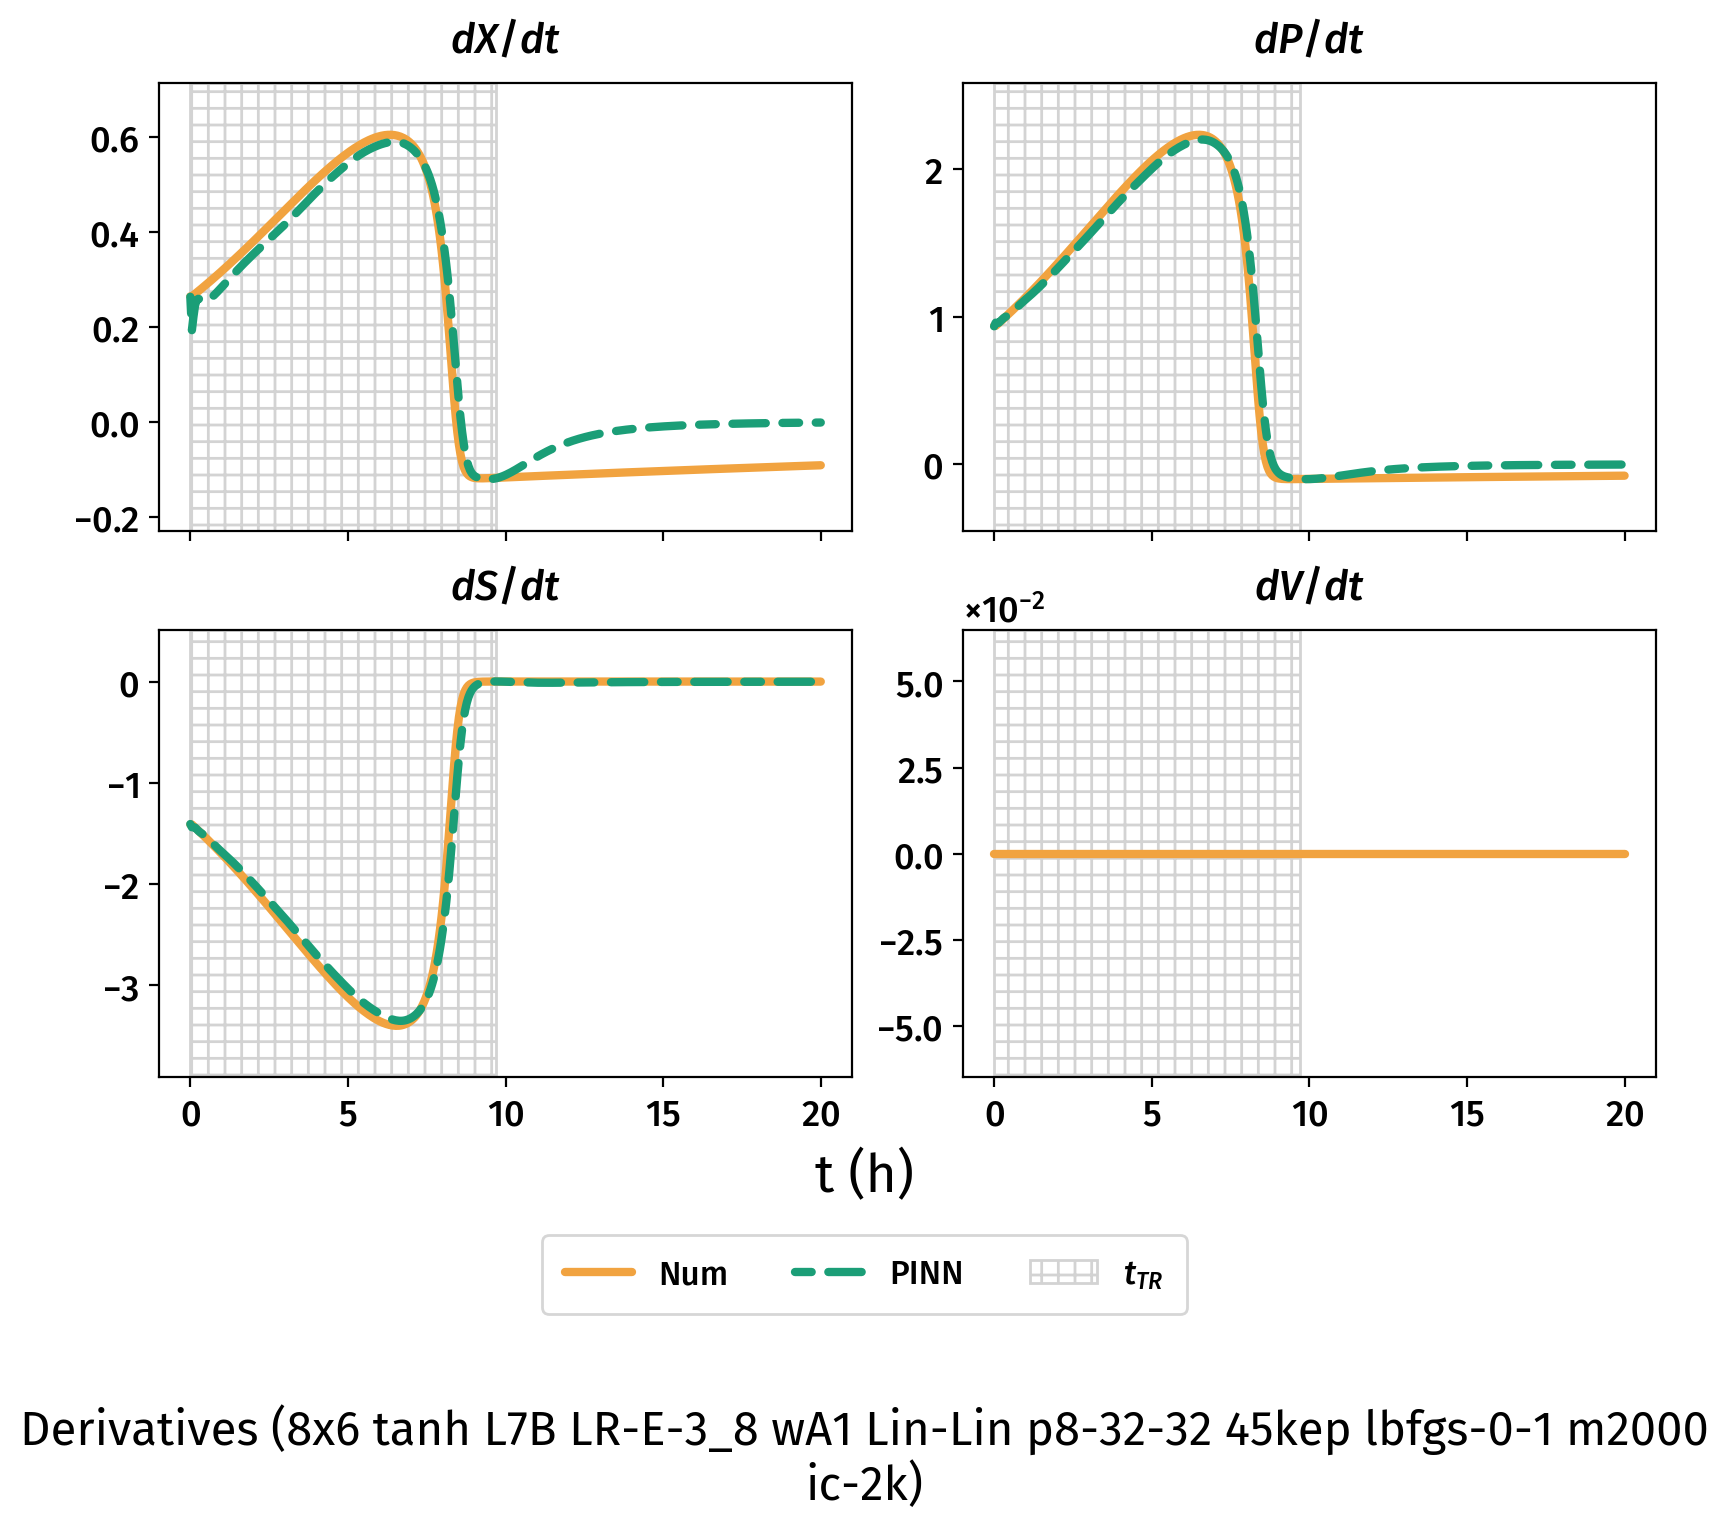 dX/dt
dP/dt
0.6
0.4
0.2
0.0
−0.2
2
1
0
dS/dt
dV/dt
×10⁻²
0
−1
−2
−3
5.0
2.5
0.0
−2.5
−5.0
0 5 10 15 20
0 5 10 15 20
t (h)
Num PINN t_TR
Derivatives (8x6 tanh L7B LR-E-3_8 wA1 Lin-Lin p8-32-32 45kep lbfgs-0-1 m2000
ic-2k)